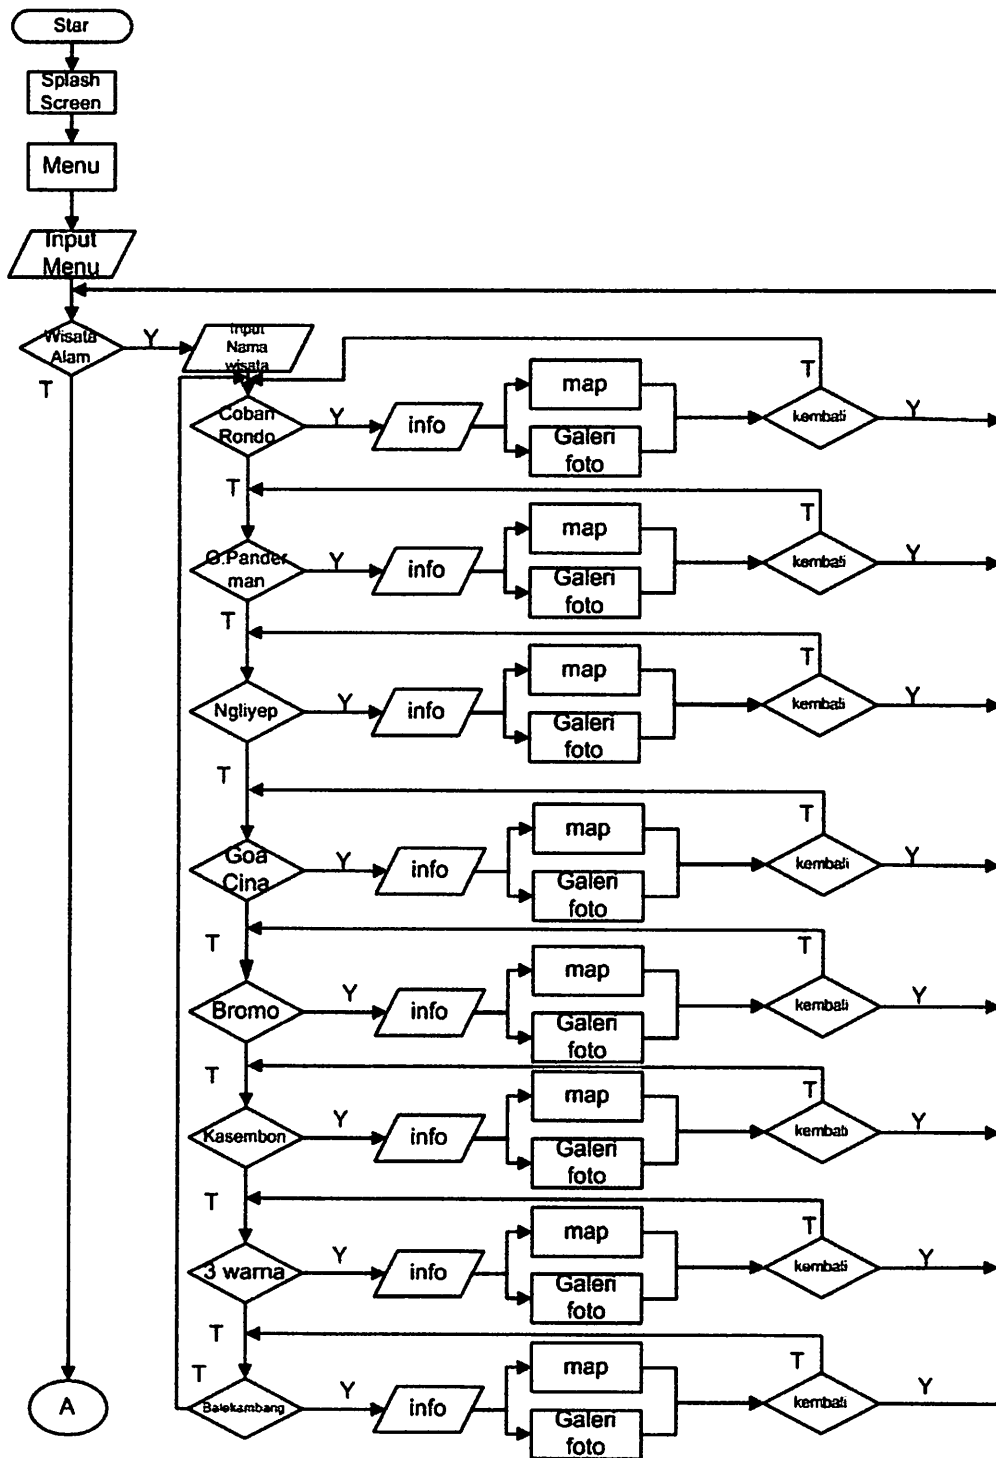 Star
Splash
Screen
Menu
Input
Menu
Wisata
Alam
Y
Input
Nama
wisata
T
T
Coban
Rondo
Y
info
map
Galeri
foto
kembali
Y
T
T
G.Pander
man
Y
info
map
Galeri
foto
kembali
Y
T
T
Ngliyep
Y
info
map
Galeri
foto
kembali
Y
T
T
Goa
Cina
Y
info
map
Galeri
foto
kembali
Y
T
T
Bromo
Y
info
map
Galeri
foto
kembali
Y
T
T
Kasembon
Y
info
map
Galeri
foto
kembali
Y
T
T
3 warna
Y
info
map
Galeri
foto
kembali
Y
T
T
T
Balekambang
Y
info
map
Galeri
foto
kembali
Y
A